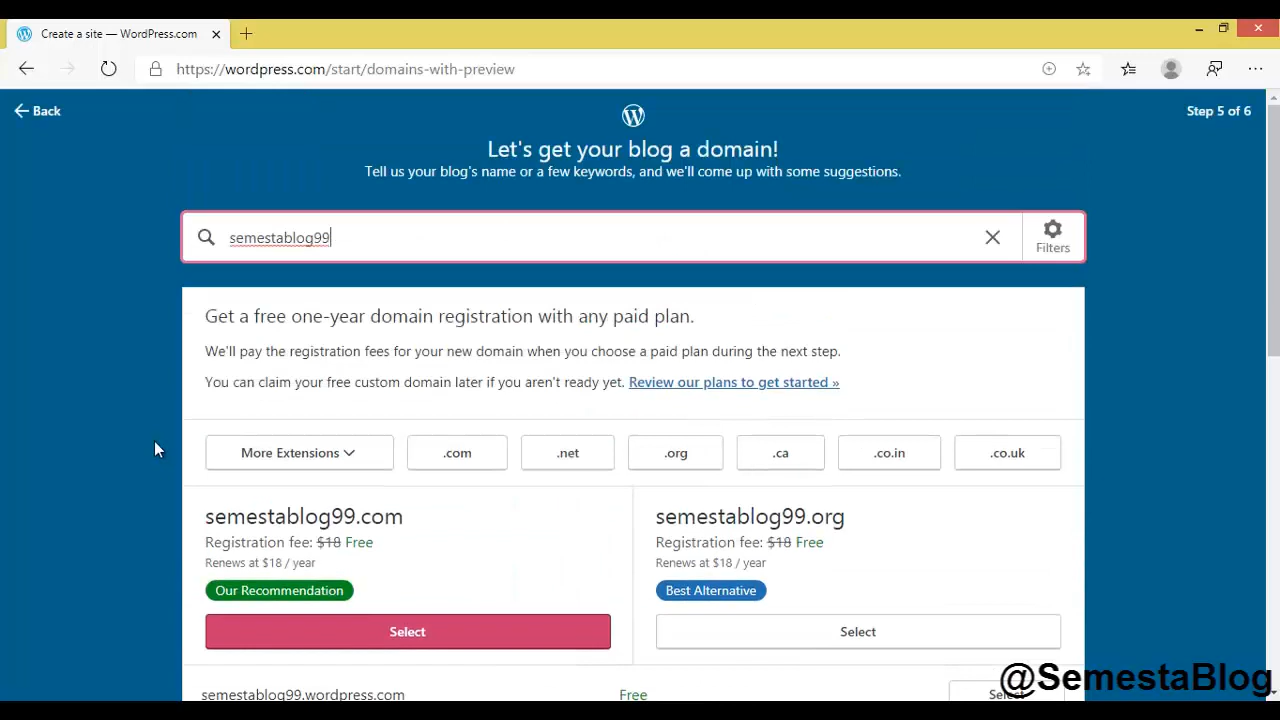 Create a site — WordPress.com
https://wordpress.com/start/domains-with-preview
Back
Step 5 of 6
Let's get your blog a domain!
Tell us your blog's name or a few keywords, and we'll come up with some suggestions.
semestablog99
Filters
Get a free one-year domain registration with any paid plan.
We'll pay the registration fees for your new domain when you choose a paid plan during the next step.
You can claim your free custom domain later if you aren't ready yet. Review our plans to get started »
More Extensions .com .net .org .ca .co.in .co.uk
semestablog99.com
Registration fee: $18 Free
Renews at $18 / year
Our Recommendation
Select
semestablog99.org
Registration fee: $18 Free
Renews at $18 / year
Best Alternative
Select
semestablog99.wordpress.com Free Select
@SemestaBlog